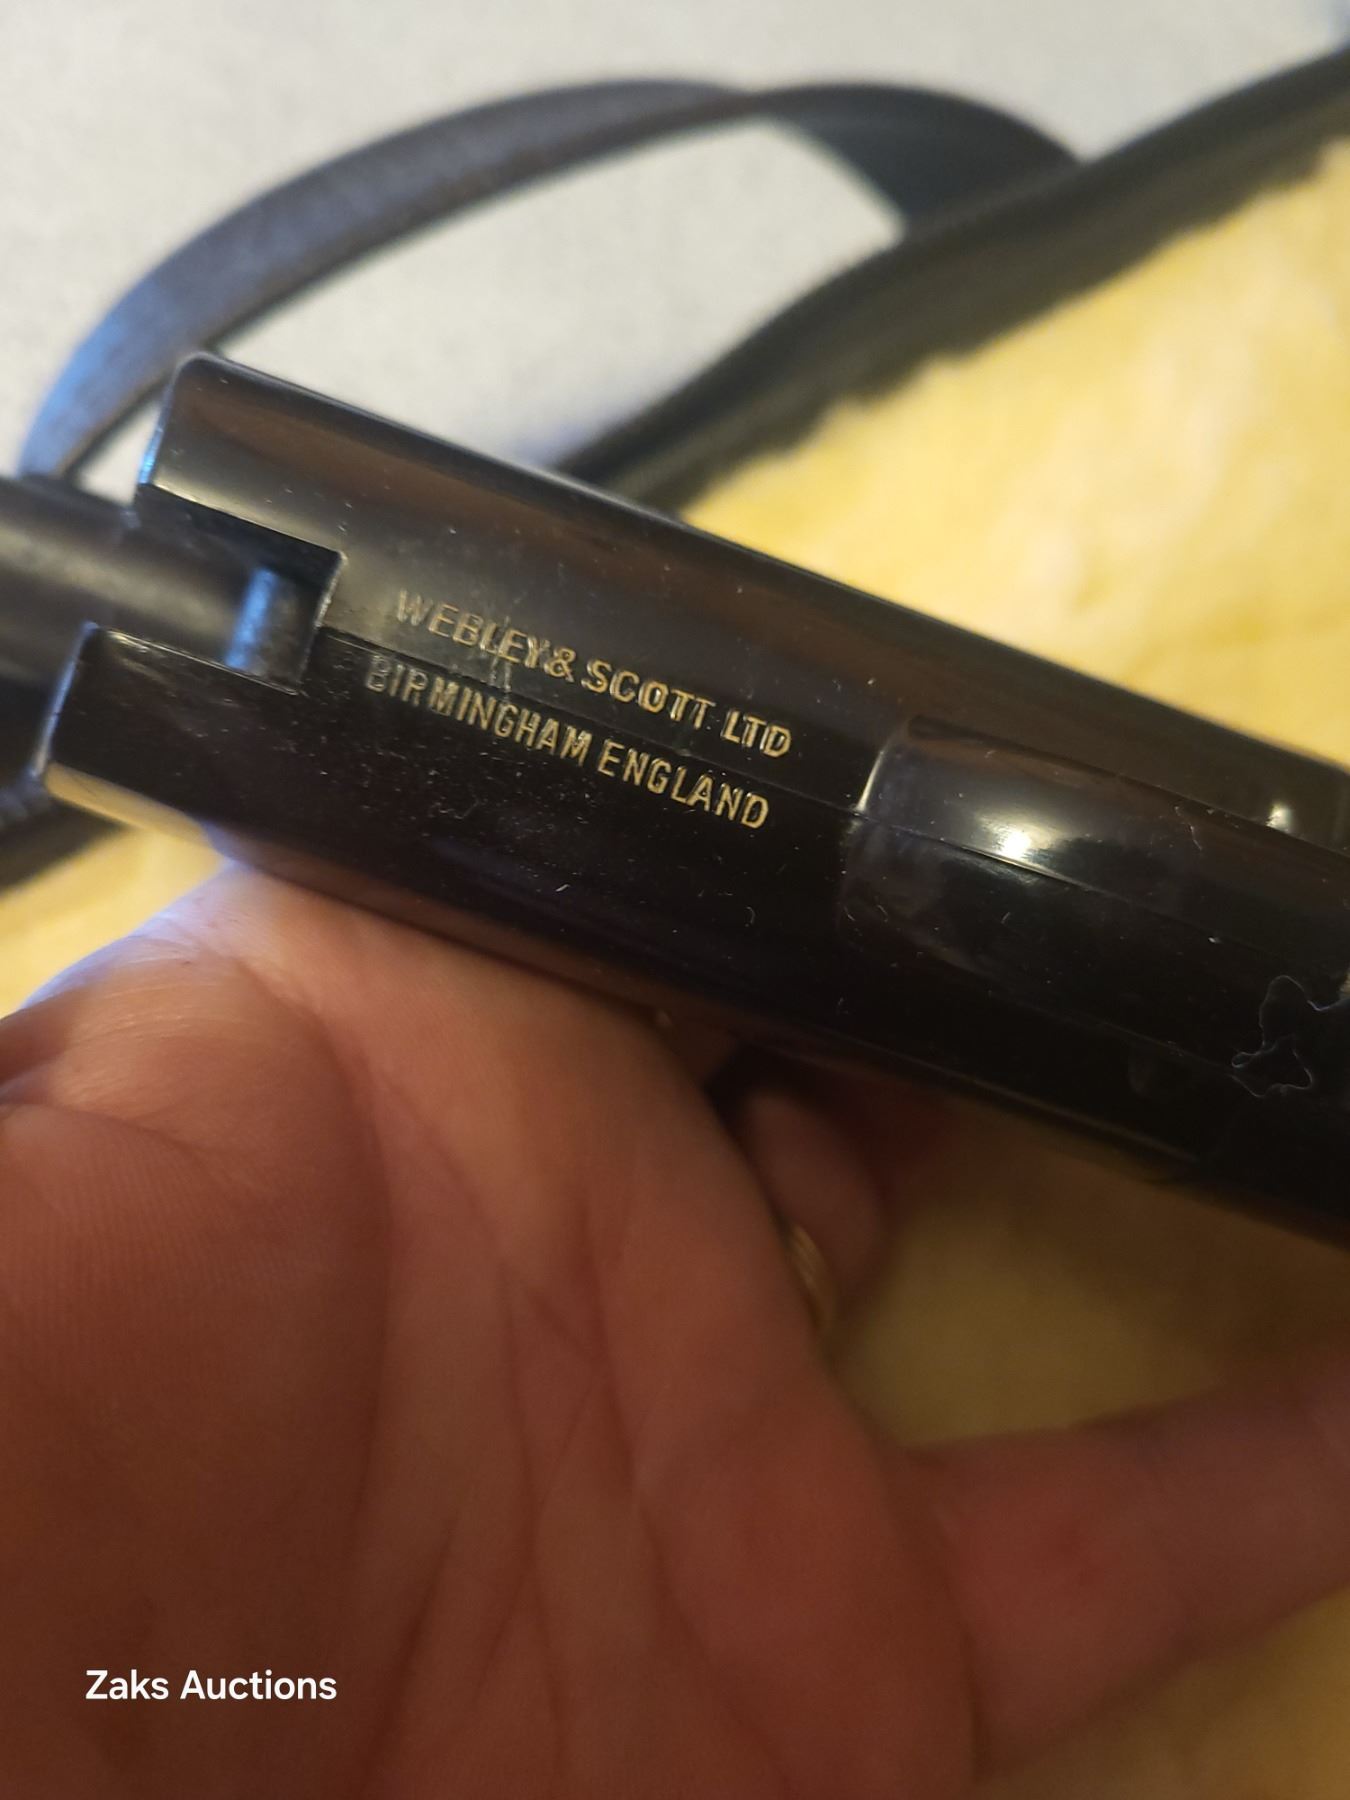 WEBLEY & SCOTT LTD
BIRMINGHAM ENGLAND
Zaks Auctions